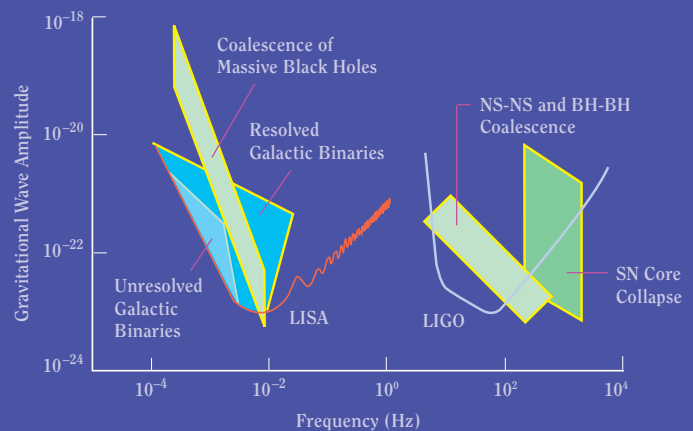 10⁻¹⁸
10⁻²⁰
10⁻²²
10⁻²⁴
Gravitational Wave Amplitude
Coalescence of
Massive Black Holes
Resolved
Galactic Binaries
NS-NS and BH-BH
Coalescence
Unresolved
Galactic
Binaries
LISA
LIGO
SN Core
Collapse
10⁻⁴
10⁻²
10⁰
10²
10⁴
Frequency (Hz)